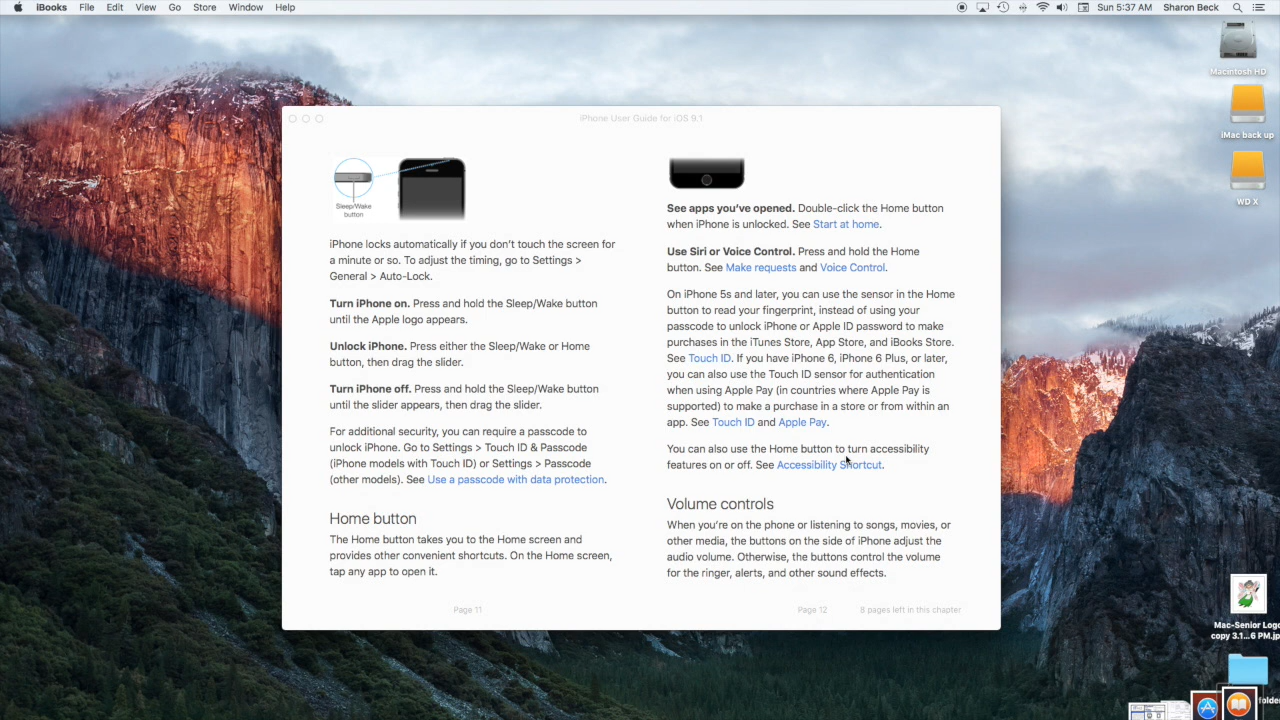 iBooks File Edit View Go Store Window Help
Sun 5:37 AM Sharon Beck
Macintosh HD
iMac back up
WD X
iPhone User Guide for iOS 9.1
Sleep/Wake
button
iPhone locks automatically if you don’t touch the screen for
a minute or so. To adjust the timing, go to Settings >
General > Auto-Lock.
Turn iPhone on. Press and hold the Sleep/Wake button
until the Apple logo appears.
Unlock iPhone. Press either the Sleep/Wake or Home
button, then drag the slider.
Turn iPhone off. Press and hold the Sleep/Wake button
until the slider appears, then drag the slider.
For additional security, you can require a passcode to
unlock iPhone. Go to Settings > Touch ID & Passcode
(iPhone models with Touch ID) or Settings > Passcode
(other models). See Use a passcode with data protection.
Home button
The Home button takes you to the Home screen and
provides other convenient shortcuts. On the Home screen,
tap any app to open it.
Page 11
See apps you’ve opened. Double-click the Home button
when iPhone is unlocked. See Start at home.
Use Siri or Voice Control. Press and hold the Home
button. See Make requests and Voice Control.
On iPhone 5s and later, you can use the sensor in the Home
button to read your fingerprint, instead of using your
passcode to unlock iPhone or Apple ID password to make
purchases in the iTunes Store, App Store, and iBooks Store.
See Touch ID. If you have iPhone 6, iPhone 6 Plus, or later,
you can also use the Touch ID sensor for authentication
when using Apple Pay (in countries where Apple Pay is
supported) to make a purchase in a store or from within an
app. See Touch ID and Apple Pay.
You can also use the Home button to turn accessibility
features on or off. See Accessibility Shortcut.
Volume controls
When you’re on the phone or listening to songs, movies, or
other media, the buttons on the side of iPhone adjust the
audio volume. Otherwise, the buttons control the volume
for the ringer, alerts, and other sound effects.
Page 12 8 pages left in this chapter
Mac-Senior Logo
copy 3.1...6 PM.jp
folder